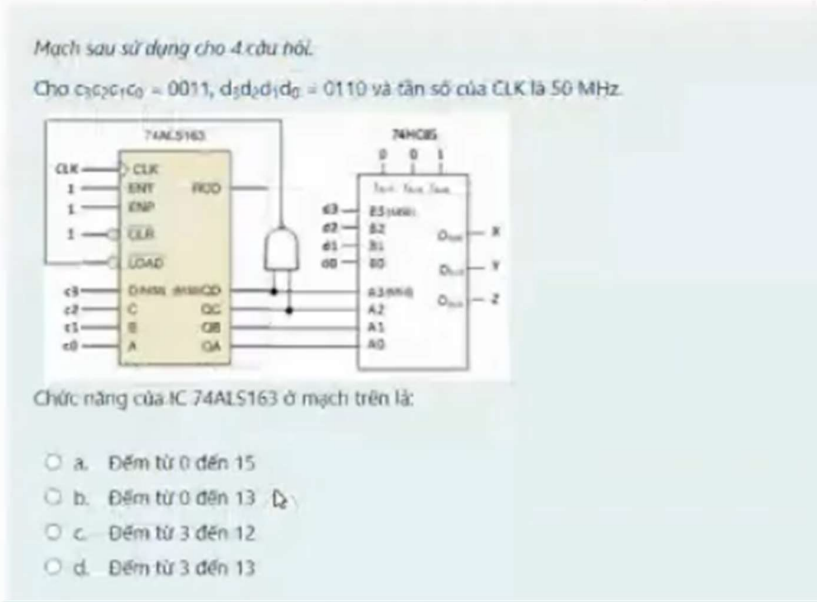 Mạch sau sử dụng cho 4 câu hỏi.
Cho c₃c₂c₁c₀ = 0011, d₃d₂d₁d₀ = 0110 và tần số của CLK là 50 MHz.
74ALS163
74HC85
0 0 1
CLK
CLK
1
ENT
RCO
1
ENP
1
CLR
LOAD
d3
B3
d2
B2
d1
B1
d0
B0
X
Y
Z
c3
c2
C
QC
A2
c1
B
QB
A1
c0
A
QA
A0
Chức năng của IC 74ALS163 ở mạch trên là:
a. Đếm từ 0 đến 15
b. Đếm từ 0 đến 13
c. Đếm từ 3 đến 12
d. Đếm từ 3 đến 13